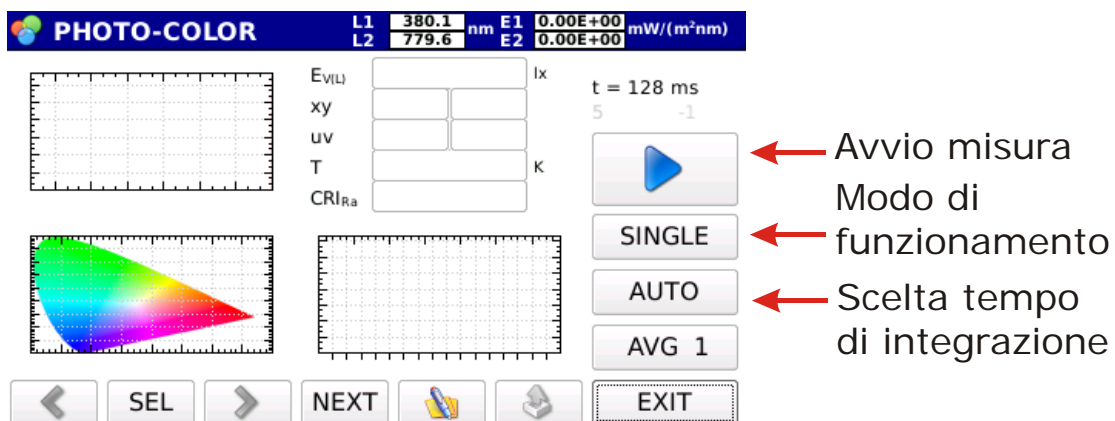 PHOTO-COLOR
L1 380.1 nm E1 0.00E+00 mW/(m²nm)
L2 779.6 E2 0.00E+00
EV(L) lx
xy
uv
T K
CRIRa
t = 128 ms
5 -1
SINGLE
AUTO
AVG 1
SEL
NEXT
EXIT
Avvio misura
Modo di
funzionamento
Scelta tempo
di integrazione